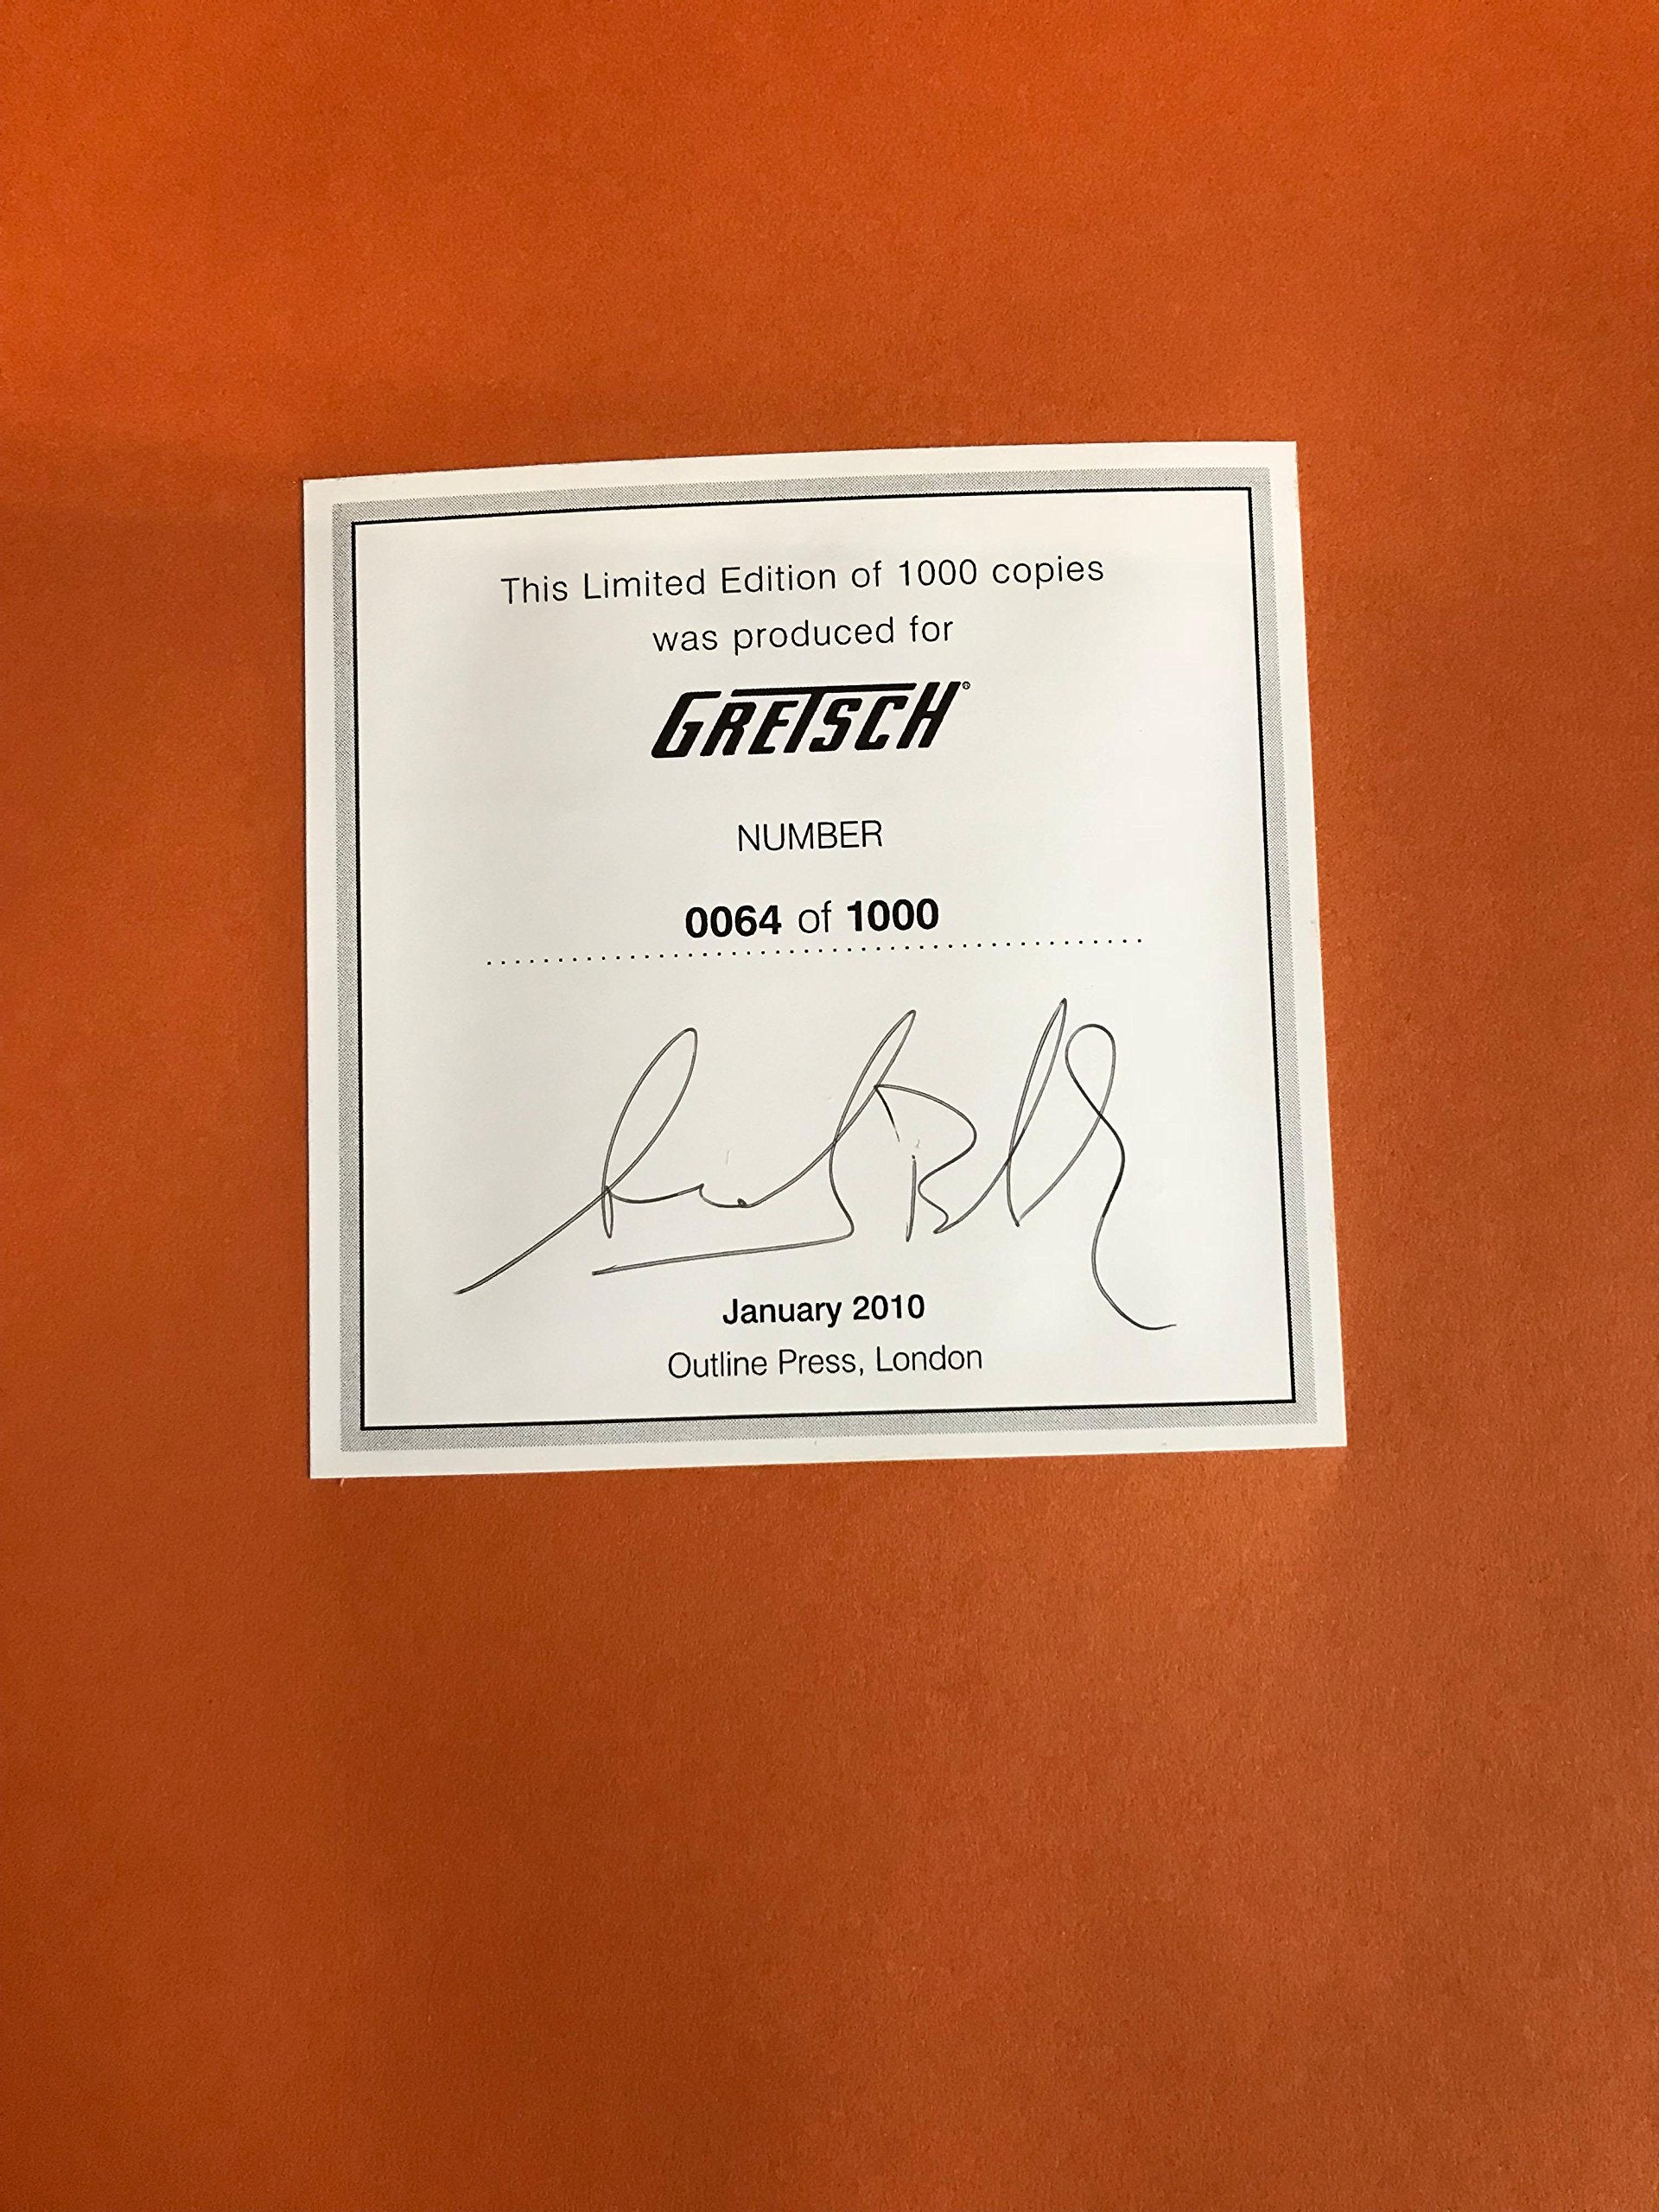 This Limited Edition of 1000 copies
was produced for
GRETSCH®
NUMBER
0064 of 1000
January 2010
Outline Press, London